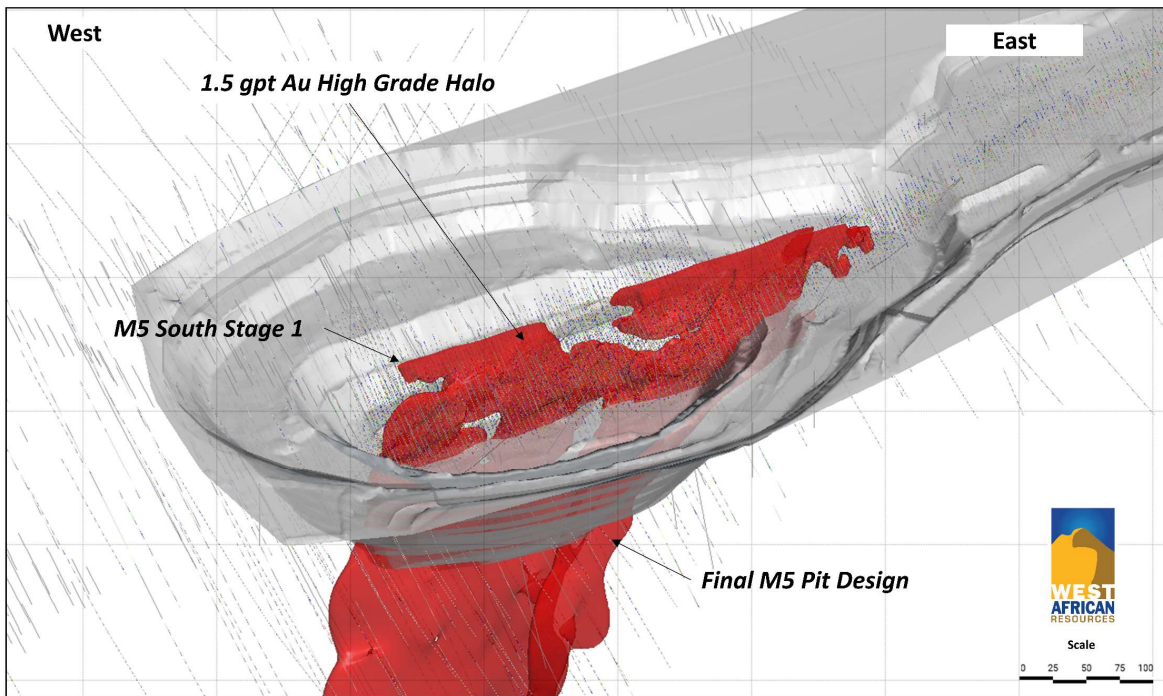 West
East
1.5 gpt Au High Grade Halo
M5 South Stage 1
Final M5 Pit Design
WEST
AFRICAN
RESOURCES
Scale
0 25 50 75 100